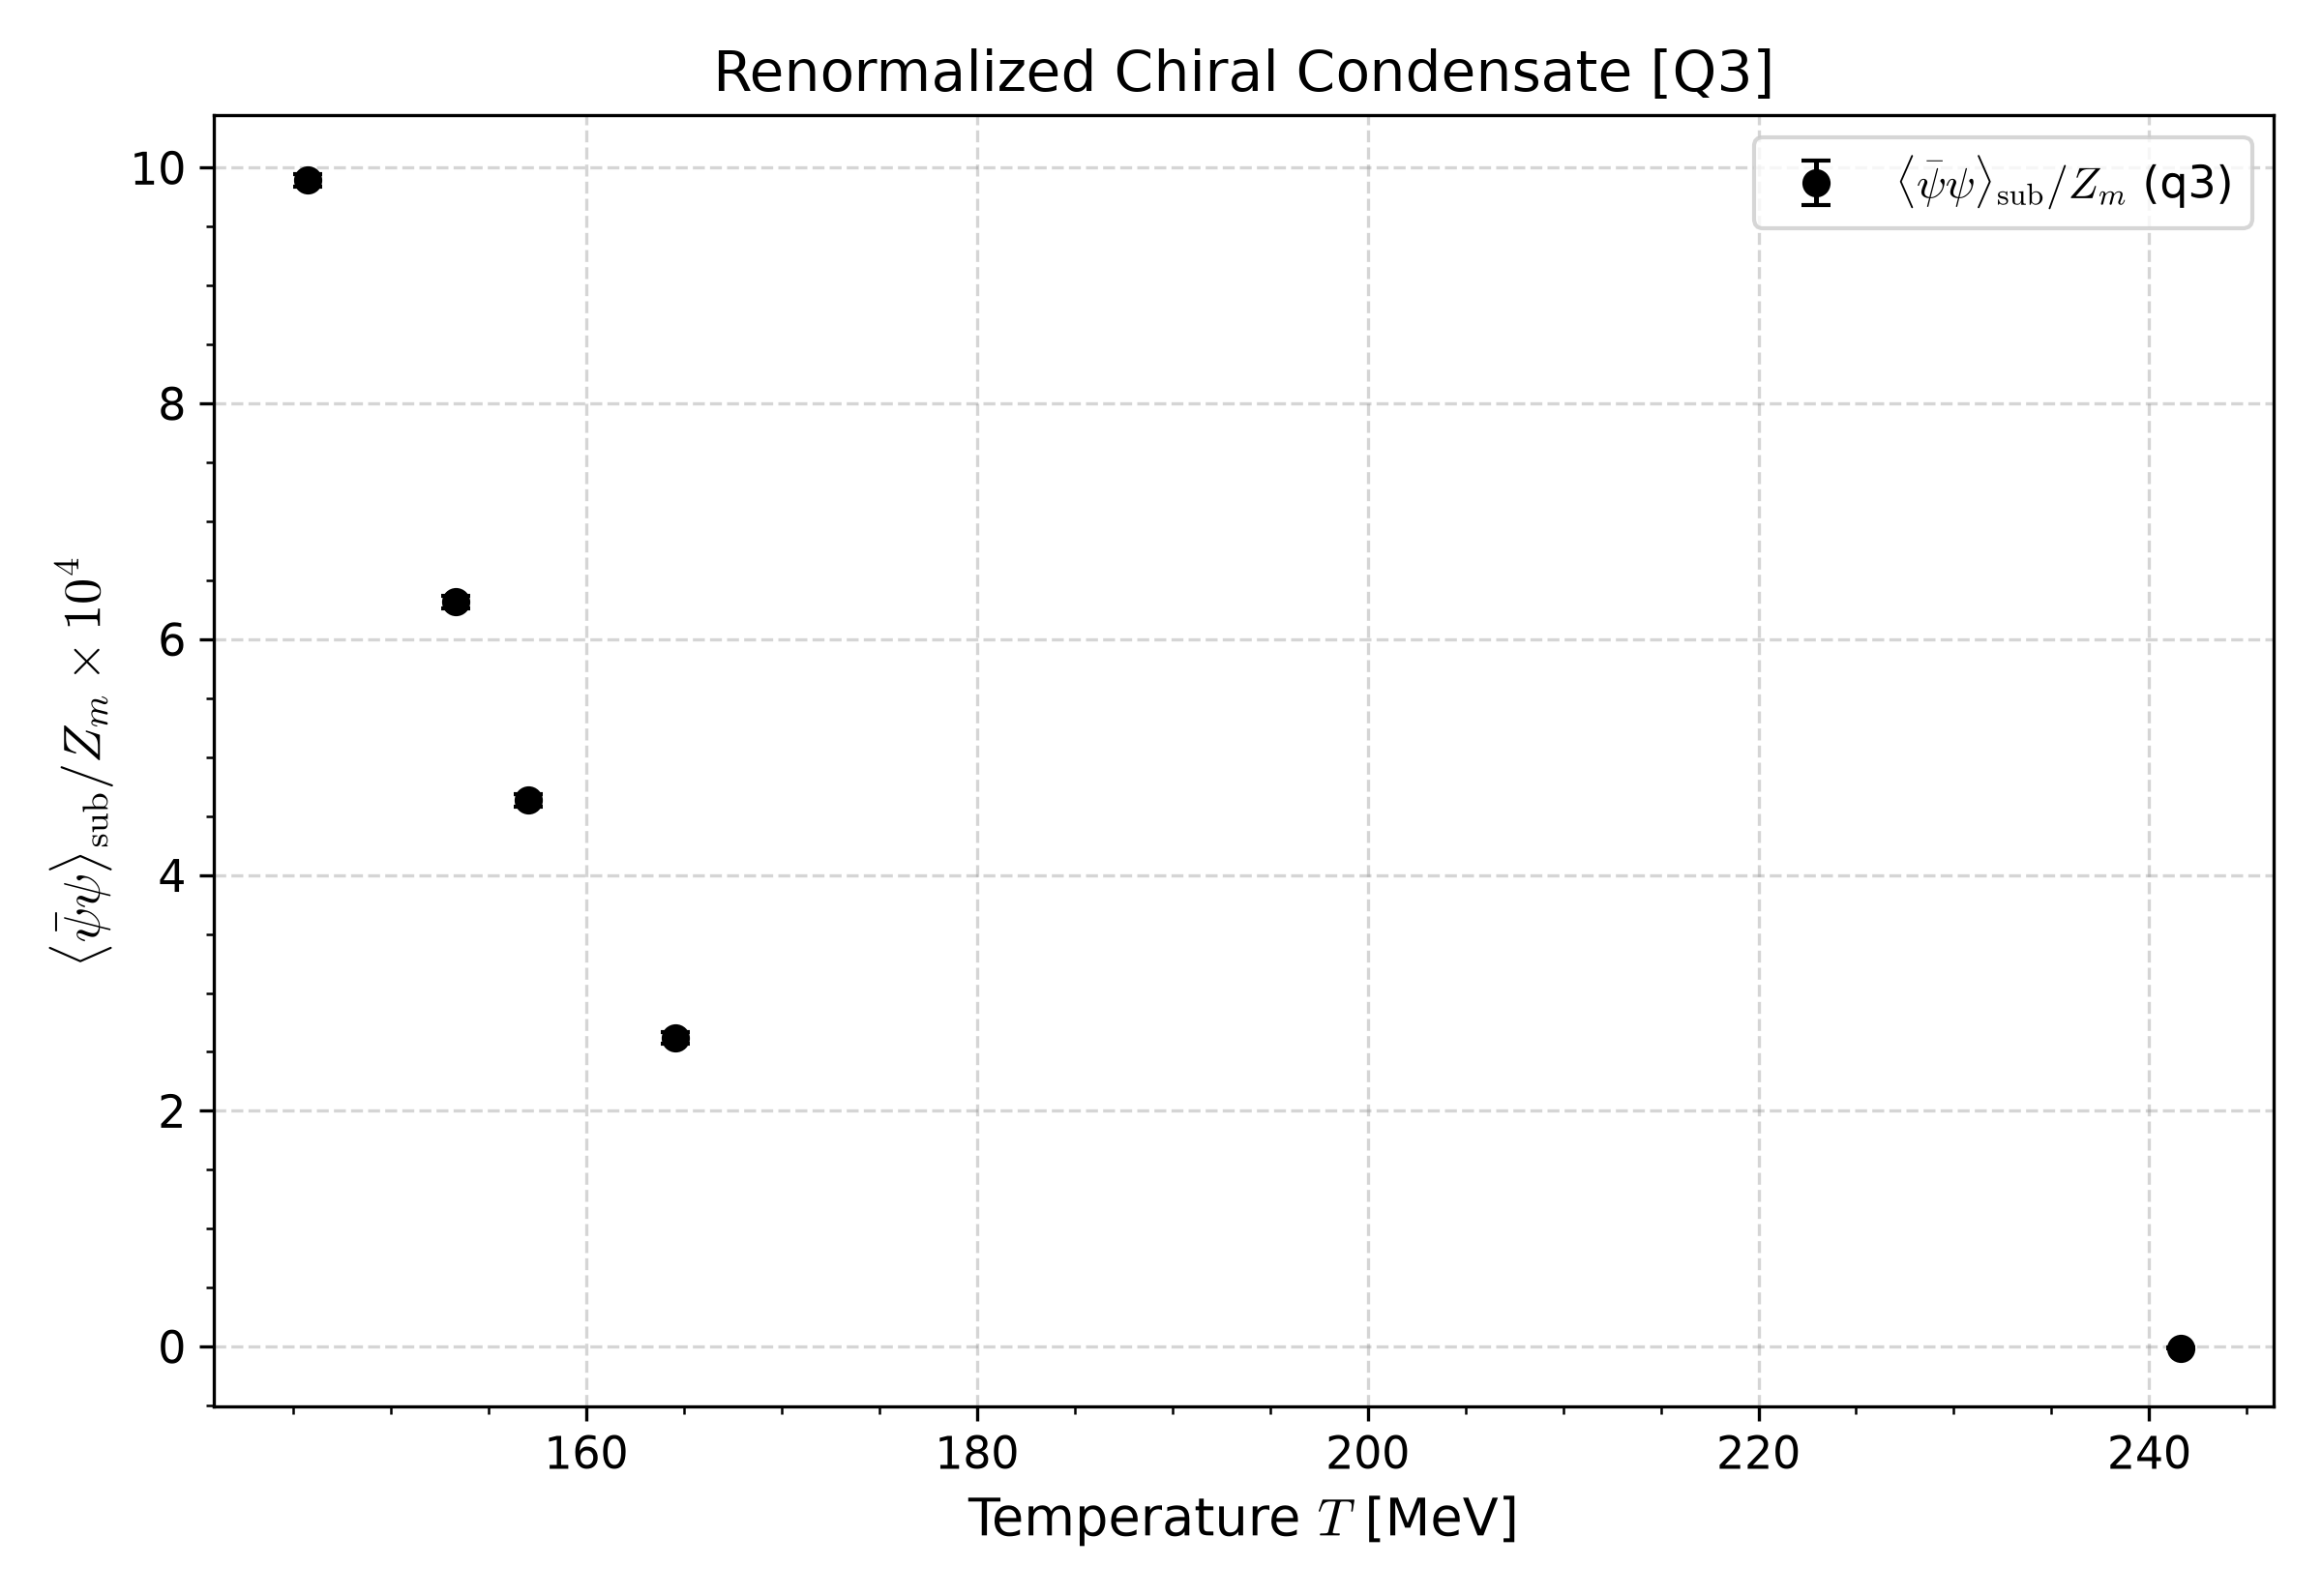 Renormalized Chiral Condensate [Q3]
⟨ψ̄ψ⟩sub/Zm (q3)
⟨ψ̄ψ⟩sub/Zm × 10⁴
10
8
6
4
2
0
160 180 200 220 240
Temperature T [MeV]